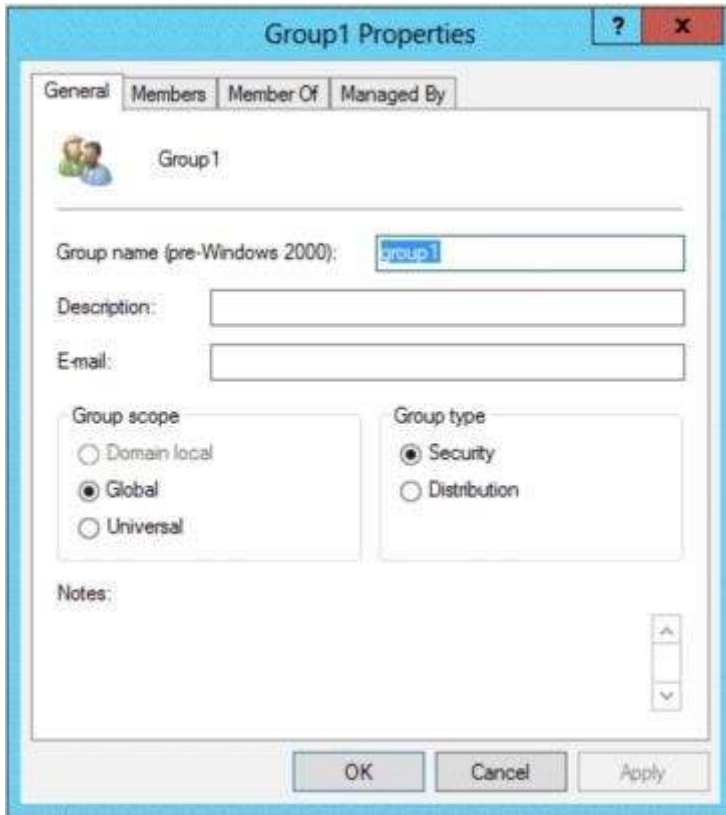 Group1 Properties
?
x
General Members Member Of Managed By
Group1
Group name (pre-Windows 2000): group1
Description:
E-mail:
Group scope Group type
Domain local Security
Global Distribution
Universal
Notes:
OK Cancel Apply